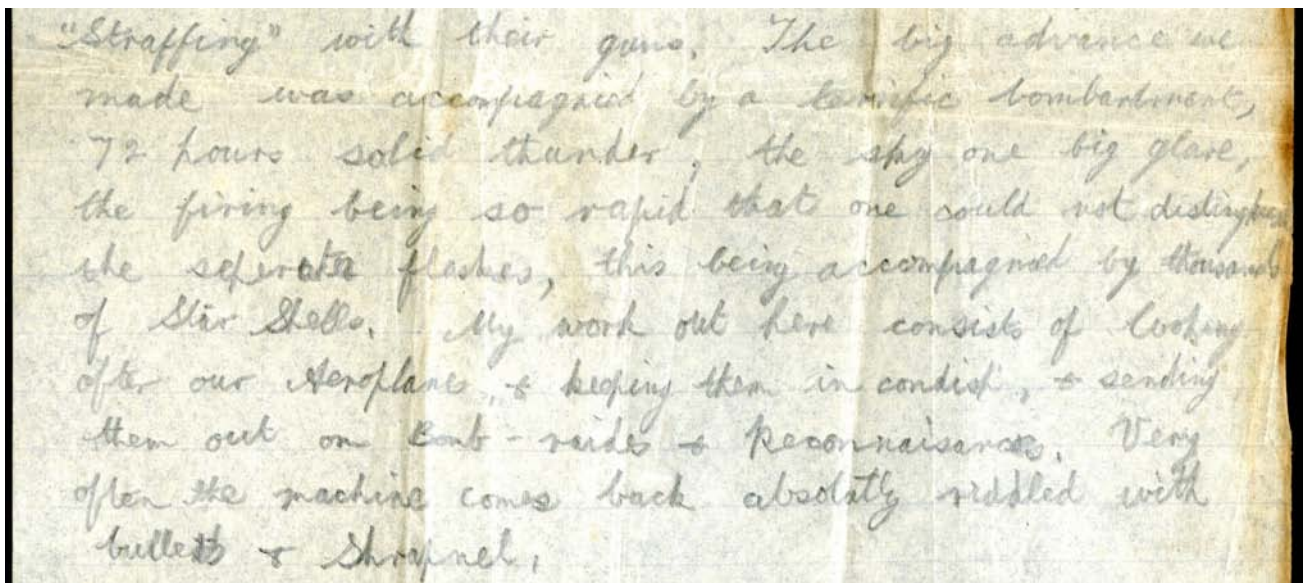 "Straffing" with their guns. The big advance we
made was accompagnied by a terrific bombardment,
72 hours solid thunder, the sky one big glare,
the firing being so rapid that one could not distinguish
the seperate flashes, this being accompagnied by thousands
of Star Shells. My work out here consists of looking
after our Aeroplanes, & keeping them in condist, & sending
them out on bomb-raids & Reconnaisances. Very
often the machine comes back absolutly riddled with
bullets & Shrapnel.